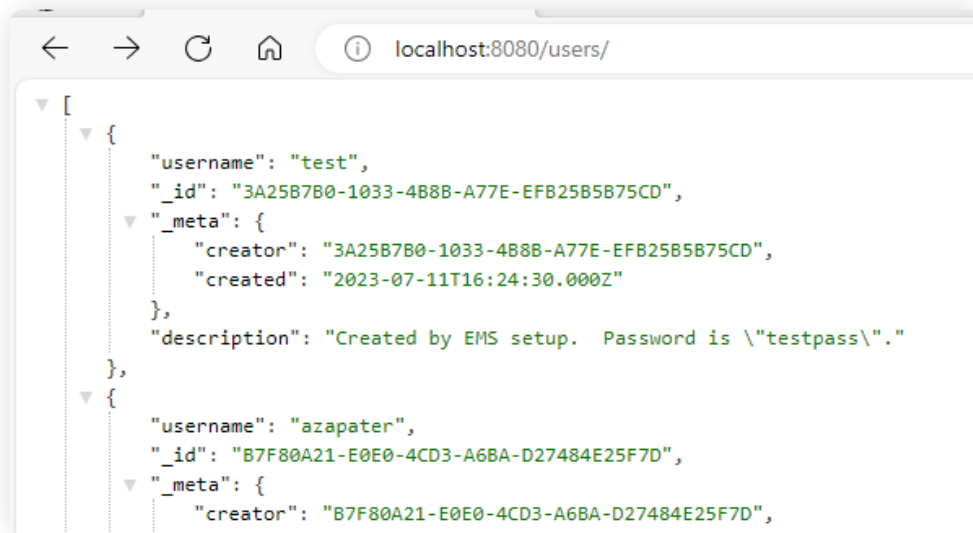 localhost:8080/users/
[
{
"username": "test",
"_id": "3A25B7B0-1033-4B8B-A77E-EFB25B5B75CD",
"_meta": {
"creator": "3A25B7B0-1033-4B8B-A77E-EFB25B5B75CD",
"created": "2023-07-11T16:24:30.000Z"
},
"description": "Created by EMS setup.  Password is \"testpass\"."
},
{
"username": "azapater",
"_id": "B7F80A21-E0E0-4CD3-A6BA-D27484E25F7D",
"_meta": {
"creator": "B7F80A21-E0E0-4CD3-A6BA-D27484E25F7D",